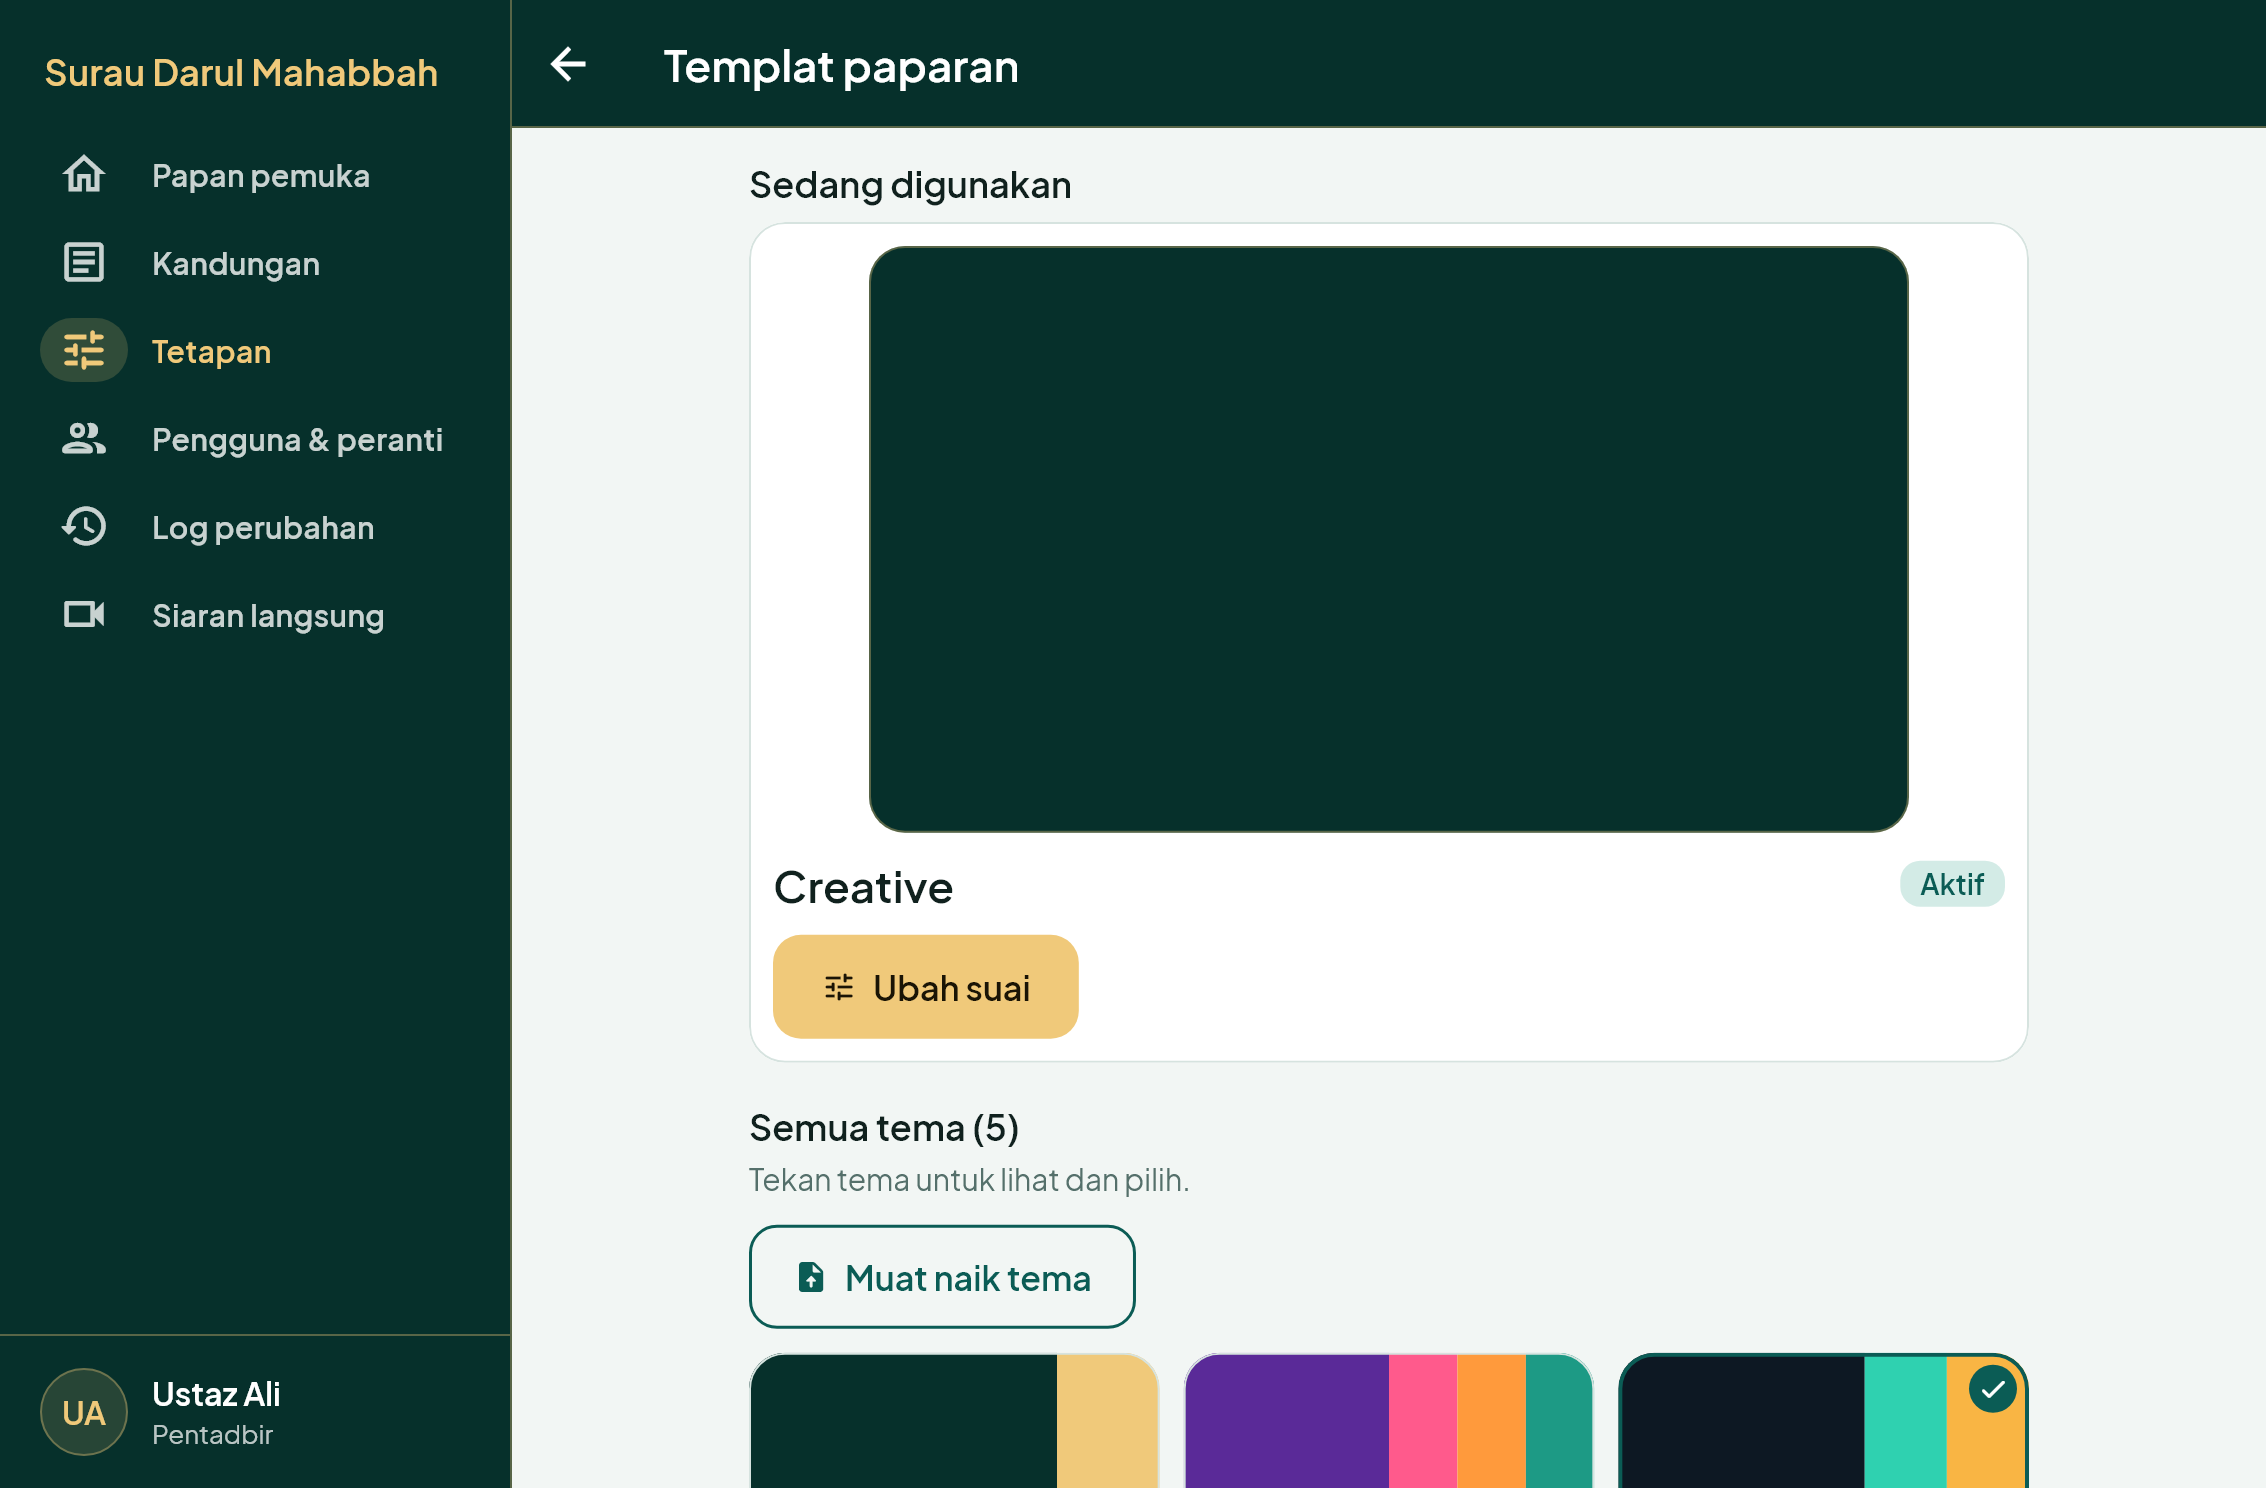 Surau Darul Mahabbah
Papan pemuka
Kandungan
Tetapan
Pengguna & peranti
Log perubahan
Siaran langsung
UA
Ustaz Ali
Pentadbir
Templat paparan
Sedang digunakan
Creative
Aktif
Ubah suai
Semua tema (5)
Tekan tema untuk lihat dan pilih.
Muat naik tema